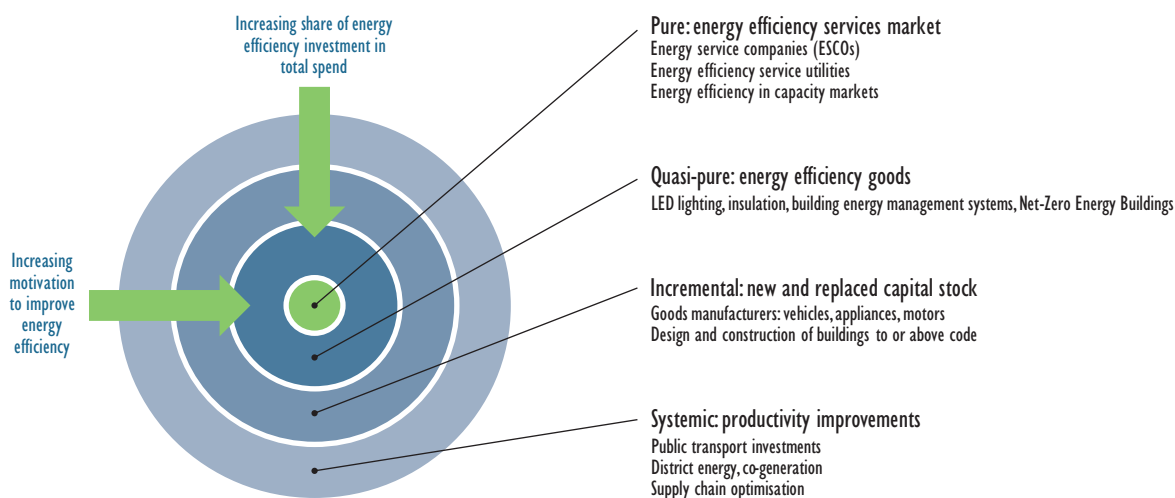 Increasing share of energy
efficiency investment in
total spend
Increasing
motivation
to improve
energy
efficiency
Pure: energy efficiency services market
Energy service companies (ESCOs)
Energy efficiency service utilities
Energy efficiency in capacity markets
Quasi-pure: energy efficiency goods
LED lighting, insulation, building energy management systems, Net-Zero Energy Buildings
Incremental: new and replaced capital stock
Goods manufacturers: vehicles, appliances, motors
Design and construction of buildings to or above code
Systemic: productivity improvements
Public transport investments
District energy, co-generation
Supply chain optimisation